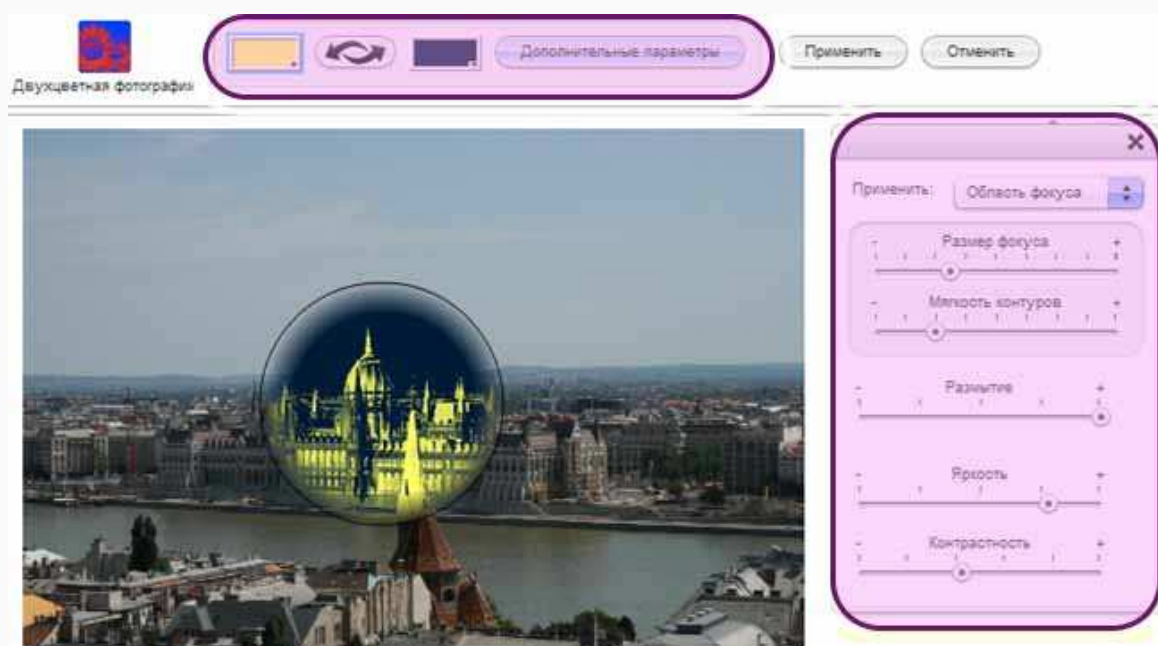 Дополнительные параметры
Применить
Отменить
Двухцветная фотография
Применить:
Область фокуса
- Размер фокуса +
- Мягкость контуров +
- Размытие +
- Яркость +
- Контрастность +